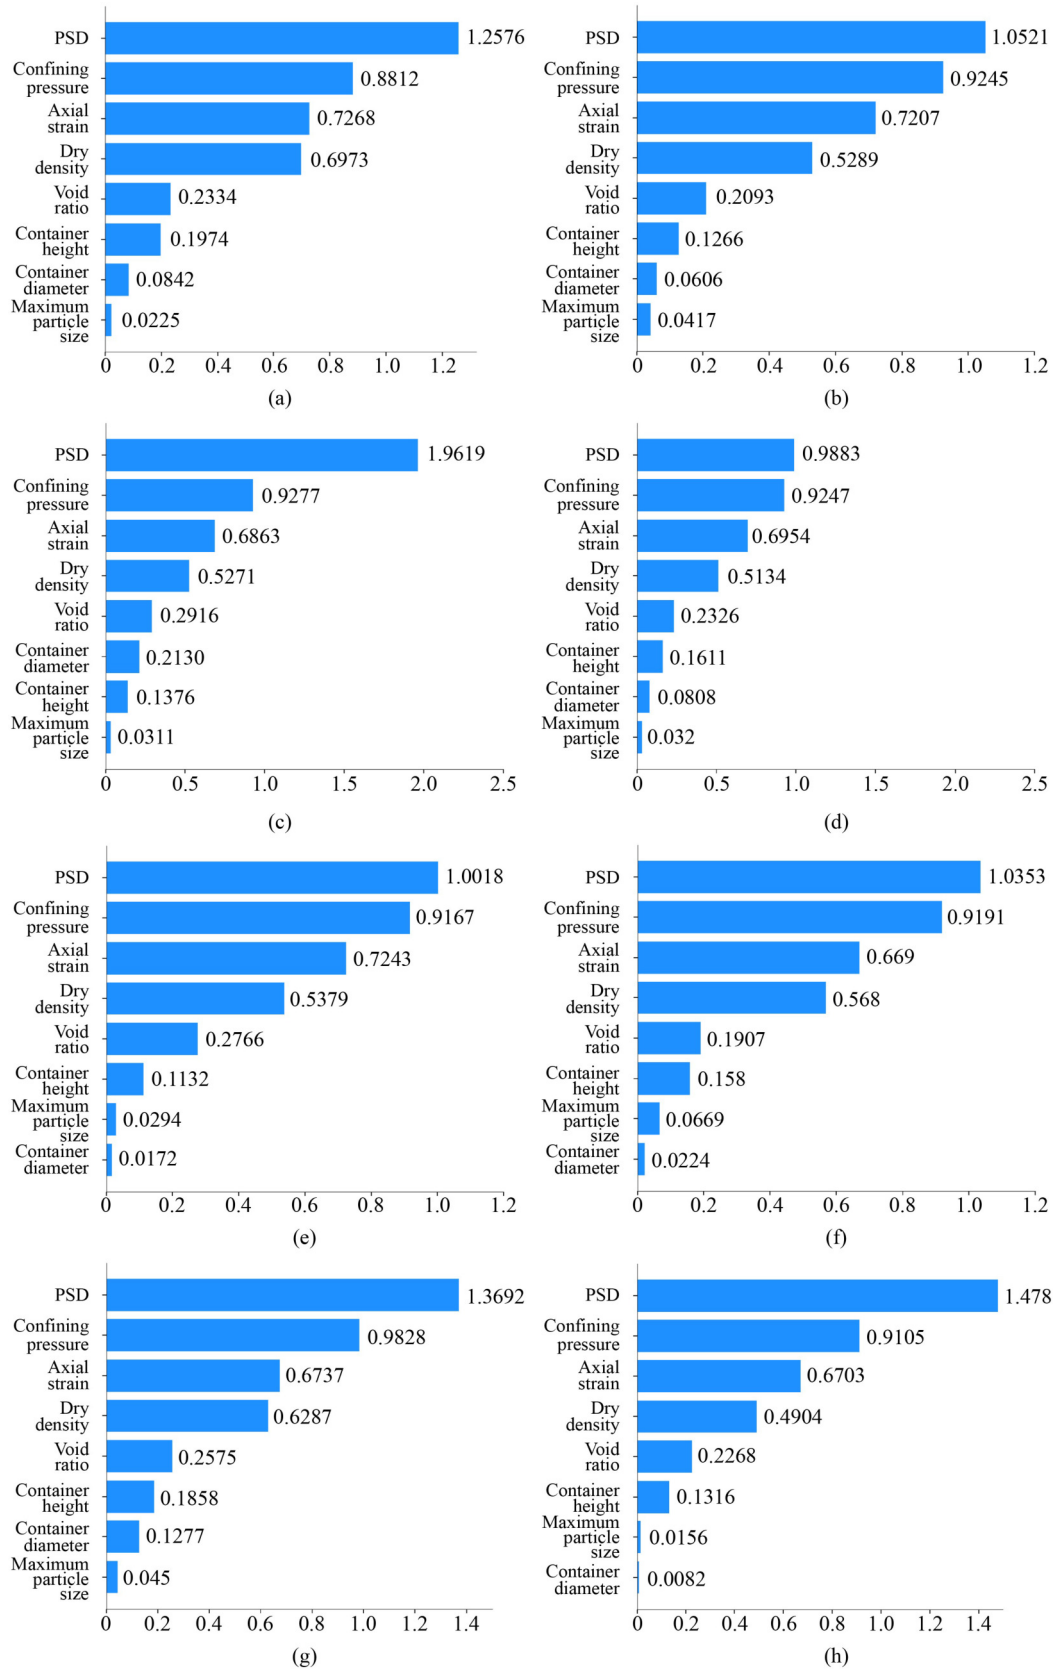 PSD
1.2576
Confining
pressure
0.8812
Axial
strain
0.7268
Dry
density
0.6973
Void
ratio
0.2334
Container
height
0.1974
Container
diameter
0.0842
Maximum
particle
size
0.0225
0 0.2 0.4 0.6 0.8 1.0 1.2
(a)
PSD
1.0521
Confining
pressure
0.9245
Axial
strain
0.7207
Dry
density
0.5289
Void
ratio
0.2093
Container
height
0.1266
Container
diameter
0.0606
Maximum
particle
size
0.0417
0 0.2 0.4 0.6 0.8 1.0 1.2
(b)
PSD
1.9619
Confining
pressure
0.9277
Axial
strain
0.6863
Dry
density
0.5271
Void
ratio
0.2916
Container
diameter
0.2130
Container
height
0.1376
Maximum
particle
size
0.0311
0 0.5 1.0 1.5 2.0 2.5
(c)
PSD
0.9883
Confining
pressure
0.9247
Axial
strain
0.6954
Dry
density
0.5134
Void
ratio
0.2326
Container
height
0.1611
Container
diameter
0.0808
Maximum
particle
size
0.032
0 0.5 1.0 1.5 2.0 2.5
(d)
PSD
1.0018
Confining
pressure
0.9167
Axial
strain
0.7243
Dry
density
0.5379
Void
ratio
0.2766
Container
height
0.1132
Maximum
particle
size
0.0294
Container
diameter
0.0172
0 0.2 0.4 0.6 0.8 1.0 1.2
(e)
PSD
1.0353
Confining
pressure
0.9191
Axial
strain
0.669
Dry
density
0.568
Void
ratio
0.1907
Container
height
0.158
Maximum
particle
size
0.0669
Container
diameter
0.0224
0 0.2 0.4 0.6 0.8 1.0 1.2
(f)
PSD
1.3692
Confining
pressure
0.9828
Axial
strain
0.6737
Dry
density
0.6287
Void
ratio
0.2575
Container
height
0.1858
Container
diameter
0.1277
Maximum
particle
size
0.045
0 0.2 0.4 0.6 0.8 1.0 1.2 1.4
(g)
PSD
1.478
Confining
pressure
0.9105
Axial
strain
0.6703
Dry
density
0.4904
Void
ratio
0.2268
Container
height
0.1316
Maximum
particle
size
0.0156
Container
diameter
0.0082
0 0.2 0.4 0.6 0.8 1.0 1.2 1.4
(h)